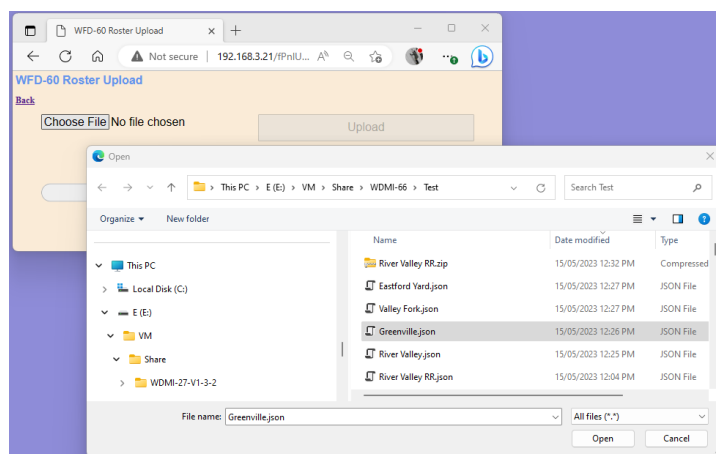 WFD-60 Roster Upload
Not secure | 192.168.3.21/fPnlU...
WFD-60 Roster Upload
Back
Choose File No file chosen
Upload
Open
This PC > E (E:) > VM > Share > WDMI-66 > Test
Search Test
Organize
New folder
Name Date modified Type
This PC
Local Disk (C:)
E (E:)
VM
Share
WDMI-27-V1-3-2
River Valley RR.zip 15/05/2023 12:32 PM Compressed
Eastford Yard.json 15/05/2023 12:27 PM JSON File
Valley Fork.json 15/05/2023 12:27 PM JSON File
Greenville.json 15/05/2023 12:26 PM JSON File
River Valley.json 15/05/2023 12:25 PM JSON File
River Valley RR.json 15/05/2023 12:04 PM JSON File
File name: Greenville.json
All files (*.*)
Open
Cancel